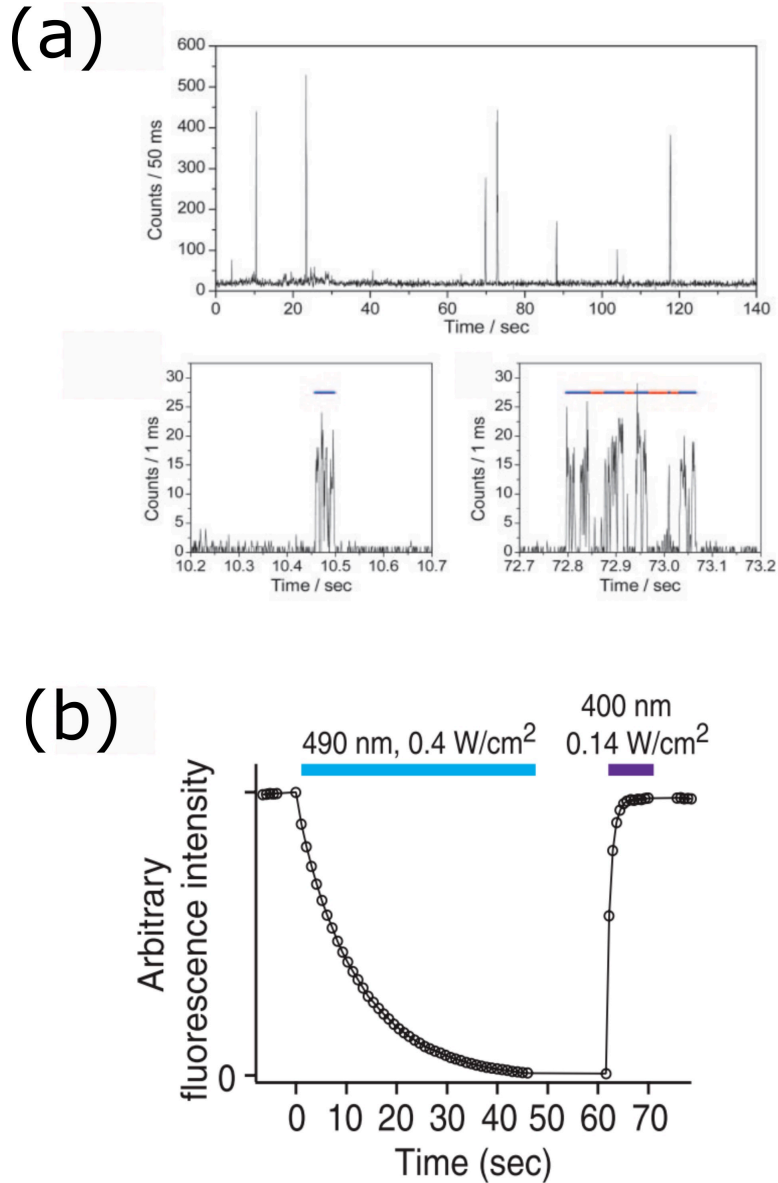 (a)
600
500
400
300
200
100
0
Counts / 50 ms
0 20 40 60 80 100 120 140
Time / sec
30
25
20
15
10
5
0
Counts / 1 ms
10.2 10.3 10.4 10.5 10.6 10.7
Time / sec
30
25
20
15
10
5
0
Counts / 1 ms
72.7 72.8 72.9 73.0 73.1 73.2
Time / sec
(b)
400 nm
490 nm, 0.4 W/cm2 0.14 W/cm2
Arbitrary
fluorescence intensity
0
0 10 20 30 40 50 60 70
Time (sec)